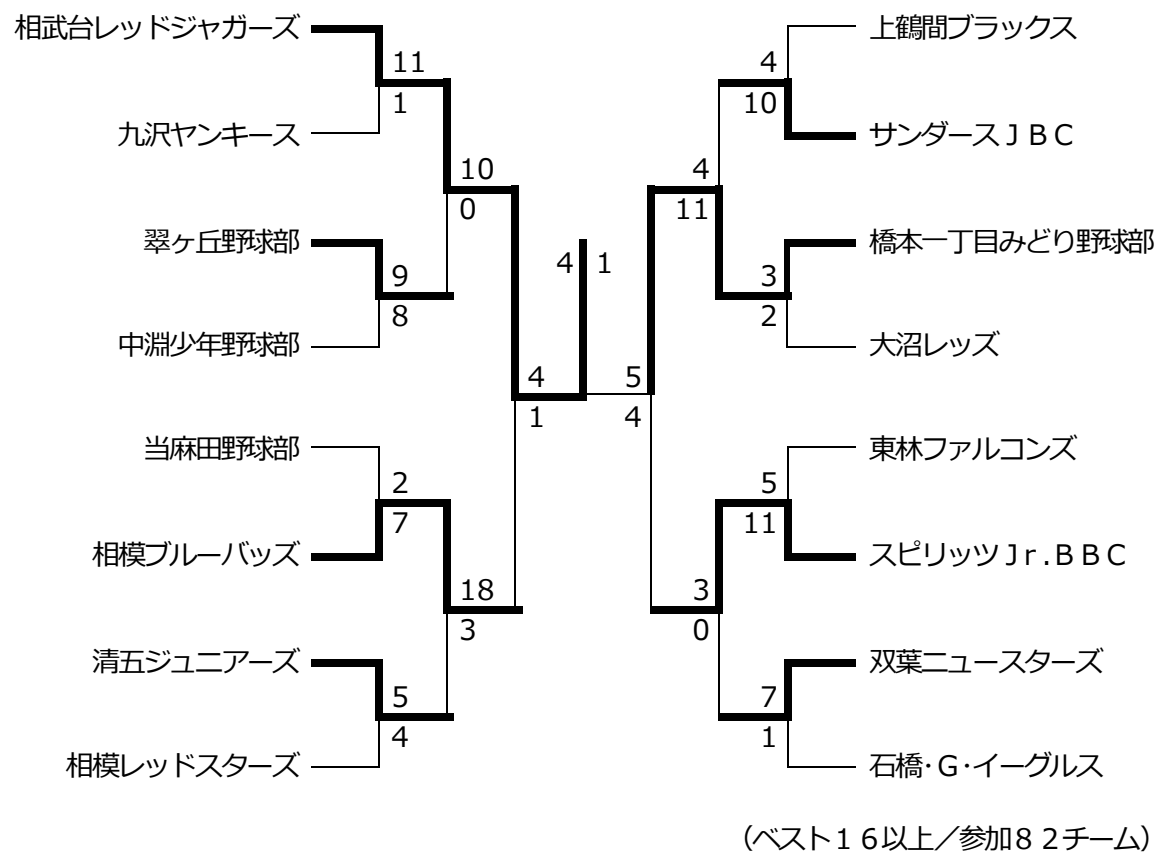 相武台レッドジャガーズ
上鶴間ブラックス
11
4
1
10
九沢ヤンキース
サンダースＪＢＣ
10
4
0
11
翠ヶ丘野球部
橋本一丁目みどり野球部
4
1
9
3
8
2
中淵少年野球部
大沼レッズ
4
5
1
4
当麻田野球部
東林ファルコンズ
2
5
7
11
相模ブルーバッズ
スピリッツＪｒ.ＢＢＣ
18
3
3
0
清五ジュニアーズ
双葉ニュースターズ
5
7
4
1
相模レッドスターズ
石橋・Ｇ・イーグルス
（ベスト１６以上／参加８２チーム）